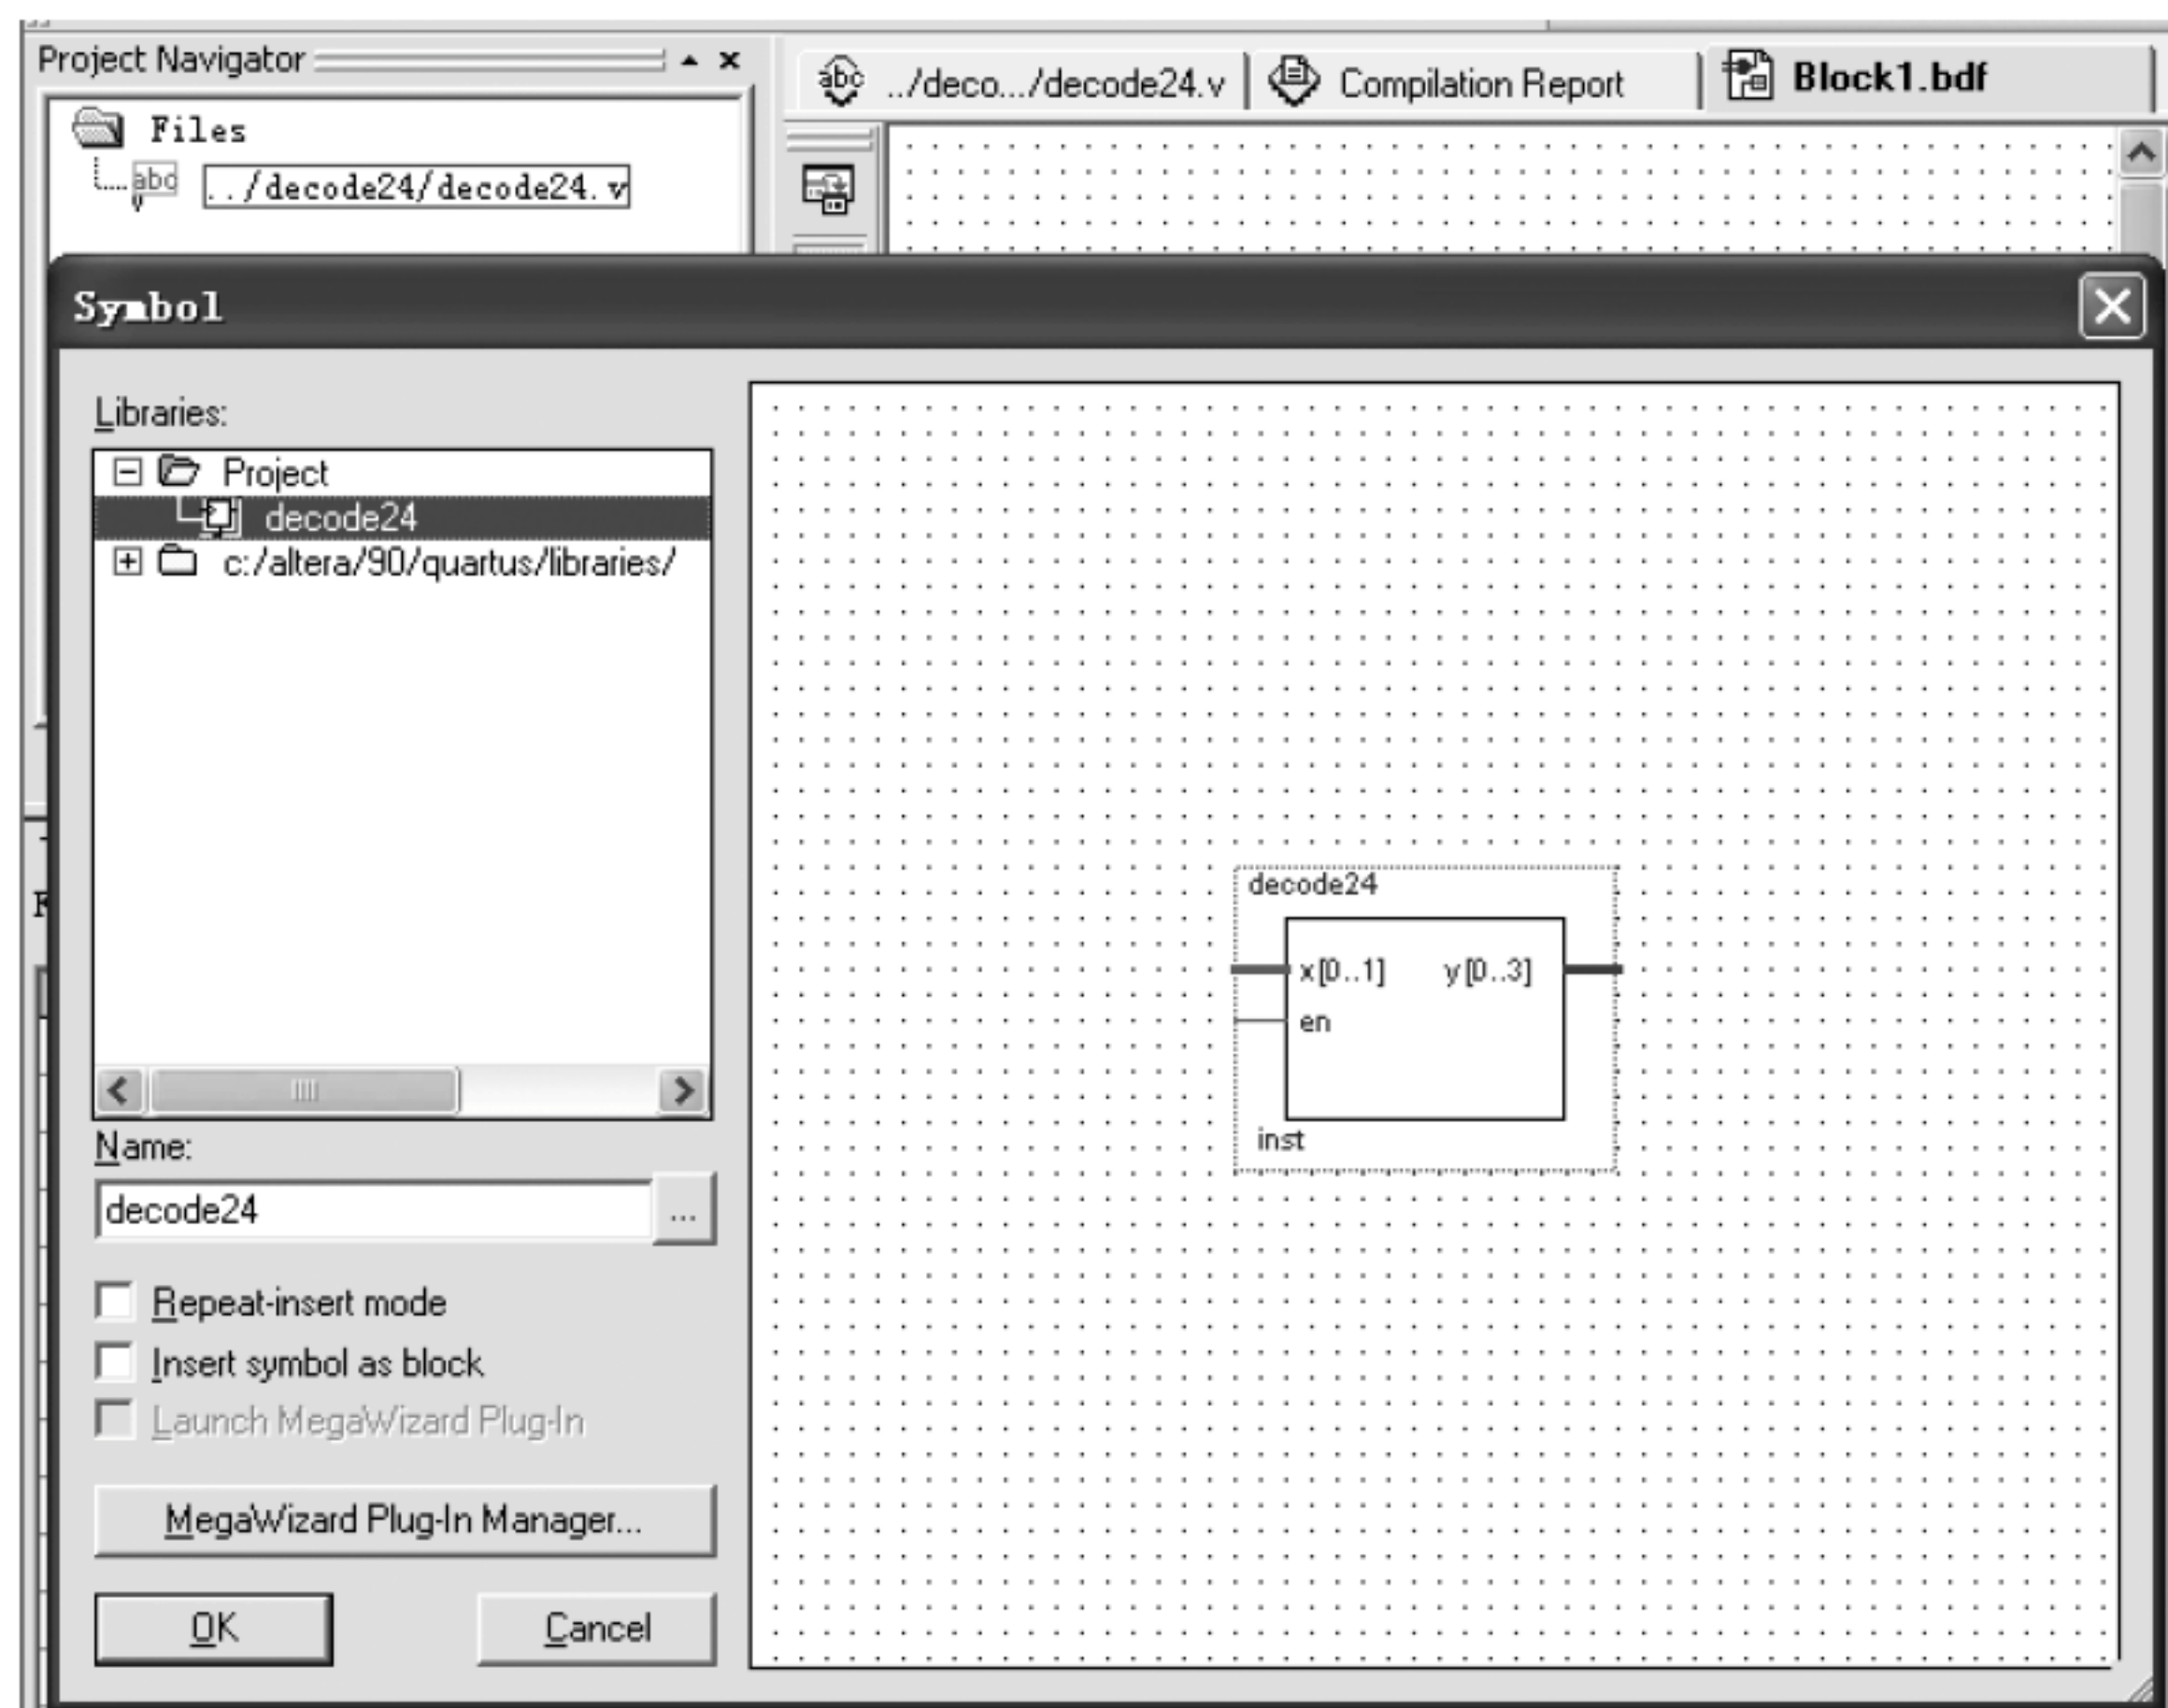 Project Navigator
../deco.../decode24.v
Compilation Report
Block1.bdf
Files
abc
../decode24/decode24.v
Symbol
Libraries:
Project
decode24
c:/altera/90/quartus/libraries/
decode24
x[0..1] y[0..3]
en
inst
Name:
decode24
...
Repeat-insert mode
Insert symbol as block
Launch MegaWizard Plug-In
MegaWizard Plug-In Manager...
OK
Cancel